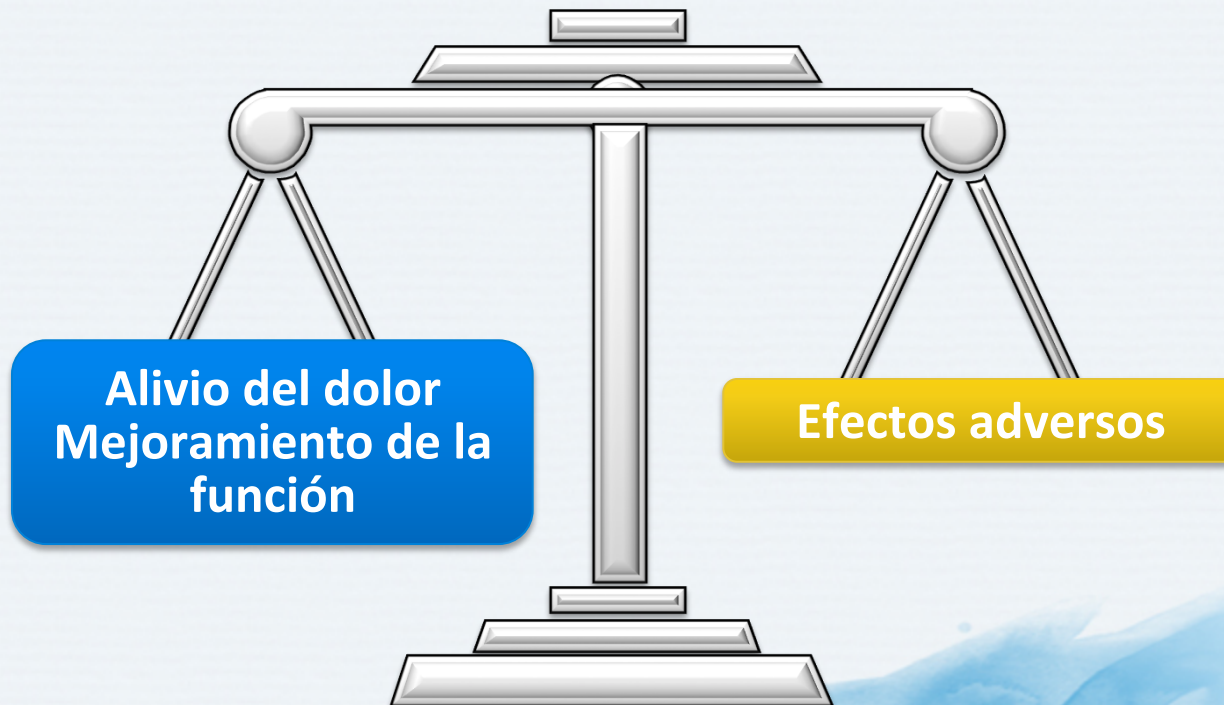 Alivio del dolor
Mejoramiento de la
función
Efectos adversos